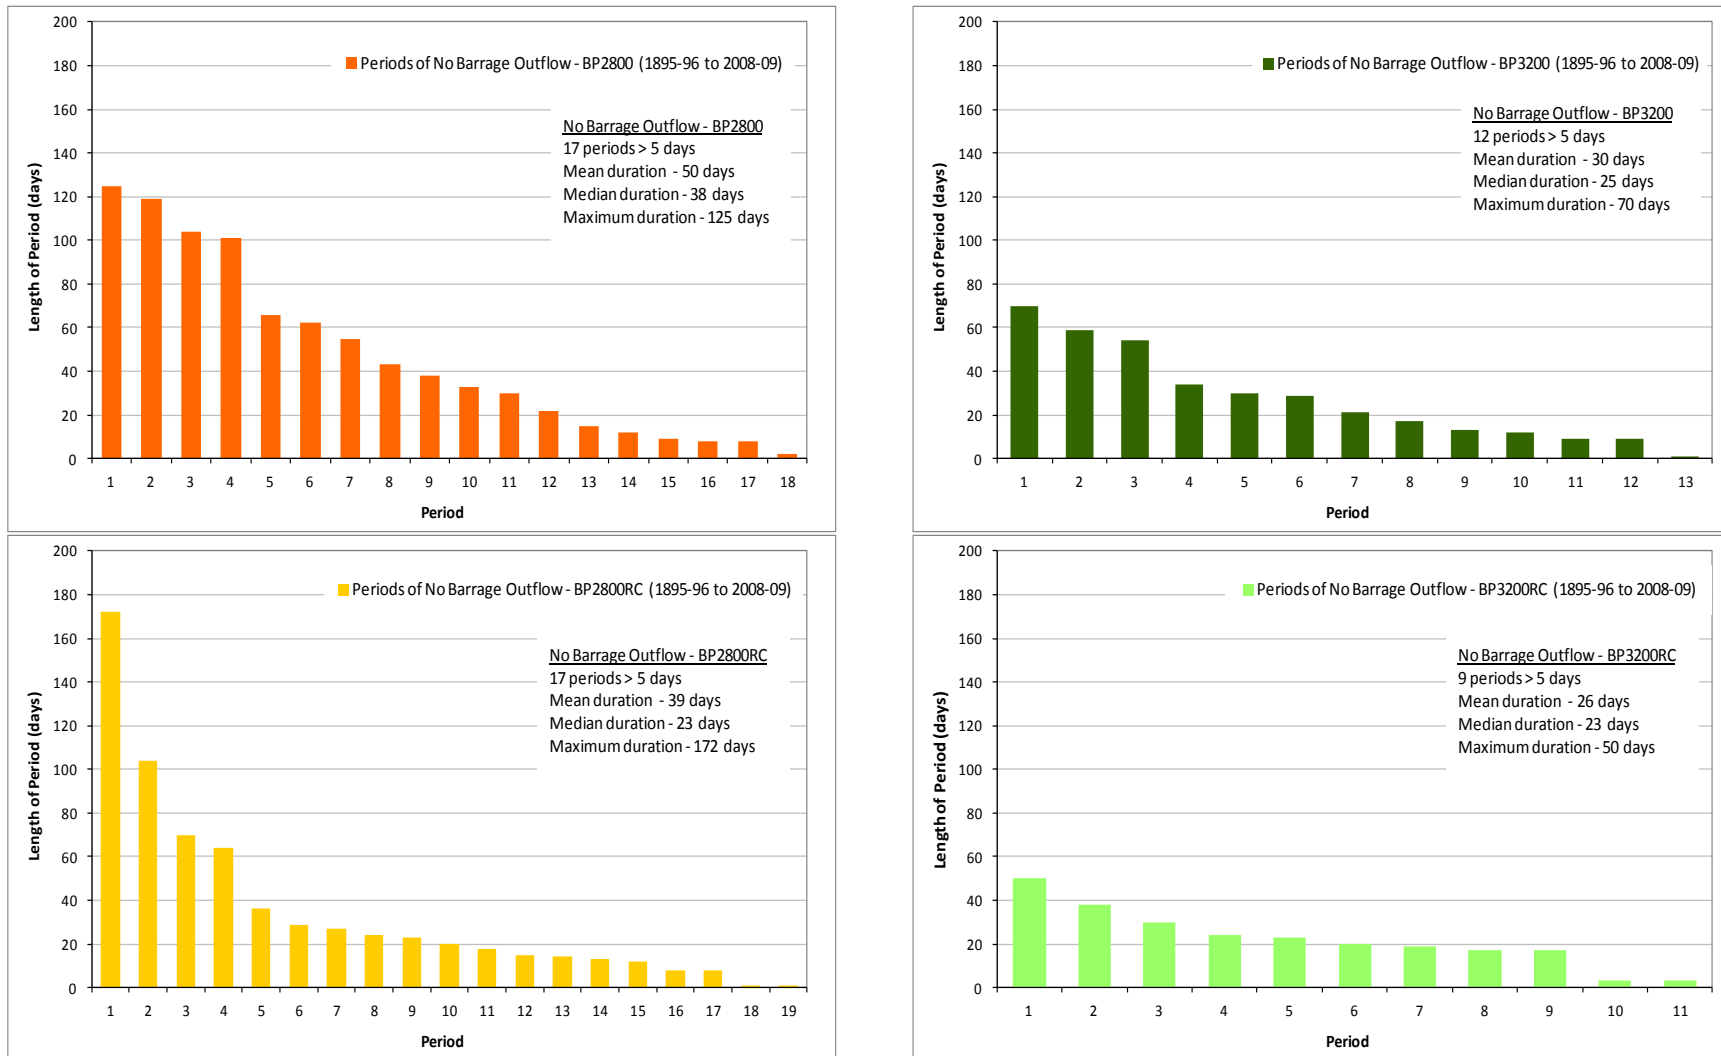 200
180
160
140
120
100
80
60
40
20
0
Length of Period (days)
Periods of No Barrage Outflow - BP2800 (1895-96 to 2008-09)
No Barrage Outflow - BP2800
17 periods > 5 days
Mean duration - 50 days
Median duration - 38 days
Maximum duration - 125 days
1 2 3 4 5 6 7 8 9 10 11 12 13 14 15 16 17 18
Period
200
180
160
140
120
100
80
60
40
20
0
Length of Period (days)
Periods of No Barrage Outflow - BP3200 (1895-96 to 2008-09)
No Barrage Outflow - BP3200
12 periods > 5 days
Mean duration - 30 days
Median duration - 25 days
Maximum duration - 70 days
1 2 3 4 5 6 7 8 9 10 11 12 13
Period
200
180
160
140
120
100
80
60
40
20
0
Length of Period (days)
Periods of No Barrage Outflow - BP2800RC (1895-96 to 2008-09)
No Barrage Outflow - BP2800RC
17 periods > 5 days
Mean duration - 39 days
Median duration - 23 days
Maximum duration - 172 days
1 2 3 4 5 6 7 8 9 10 11 12 13 14 15 16 17 18 19
Period
200
180
160
140
120
100
80
60
40
20
0
Length of Period (days)
Periods of No Barrage Outflow - BP3200RC (1895-96 to 2008-09)
No Barrage Outflow - BP3200RC
9 periods > 5 days
Mean duration - 26 days
Median duration - 23 days
Maximum duration - 50 days
1 2 3 4 5 6 7 8 9 10 11
Period